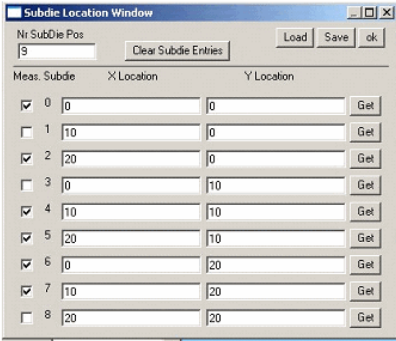 Subdie Location Window
Nr SubDie Pos
9
Clear Subdie Entries
Load Save ok
Meas. Subdie X Location Y Location
0 0 0 Get
1 10 0 Get
2 20 0 Get
3 0 10 Get
4 10 10 Get
5 20 10 Get
6 0 20 Get
7 10 20 Get
8 20 20 Get